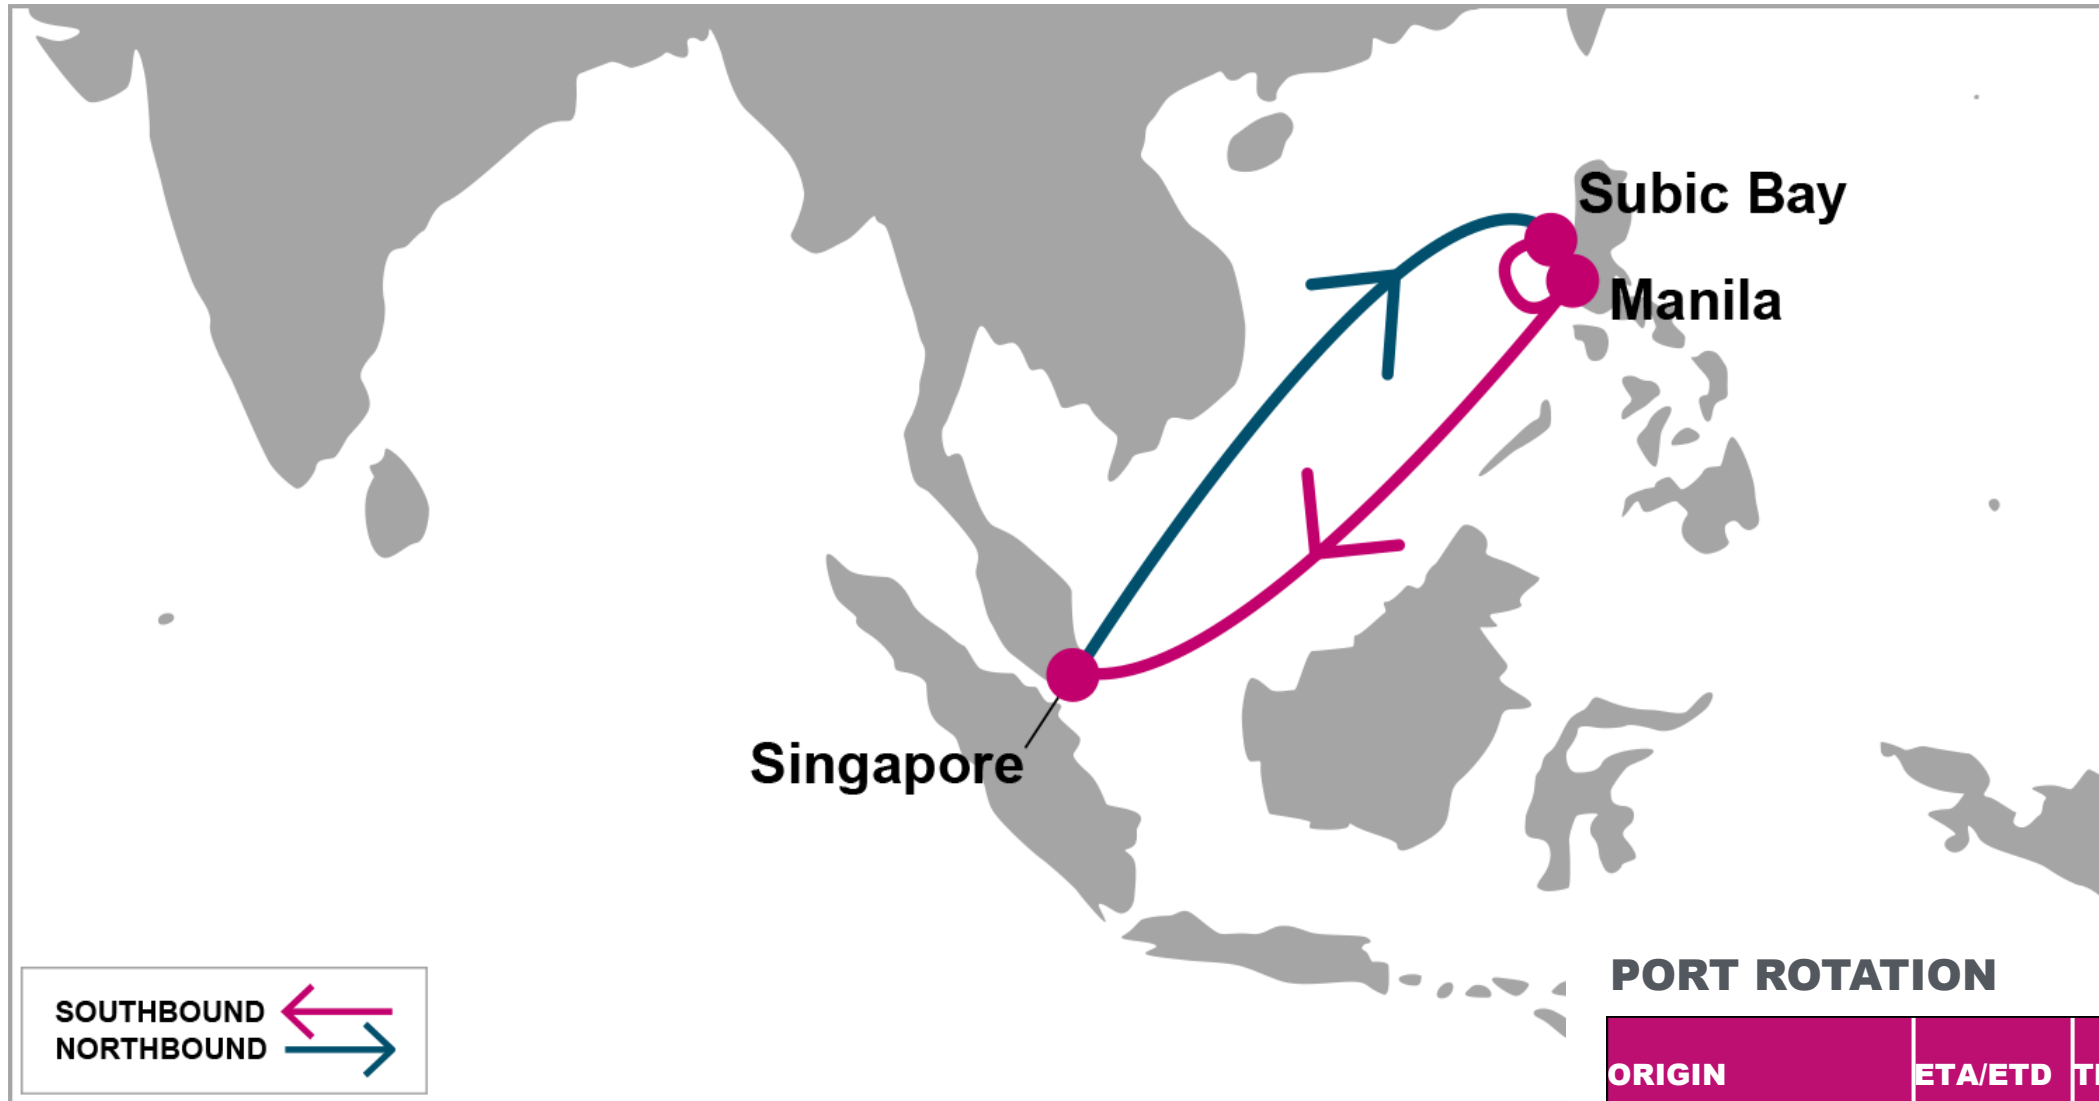 Subic Bay
Manila
Singapore
SOUTHBOUND
NORTHBOUND
PORT ROTATION
ORIGIN ETA/ETD